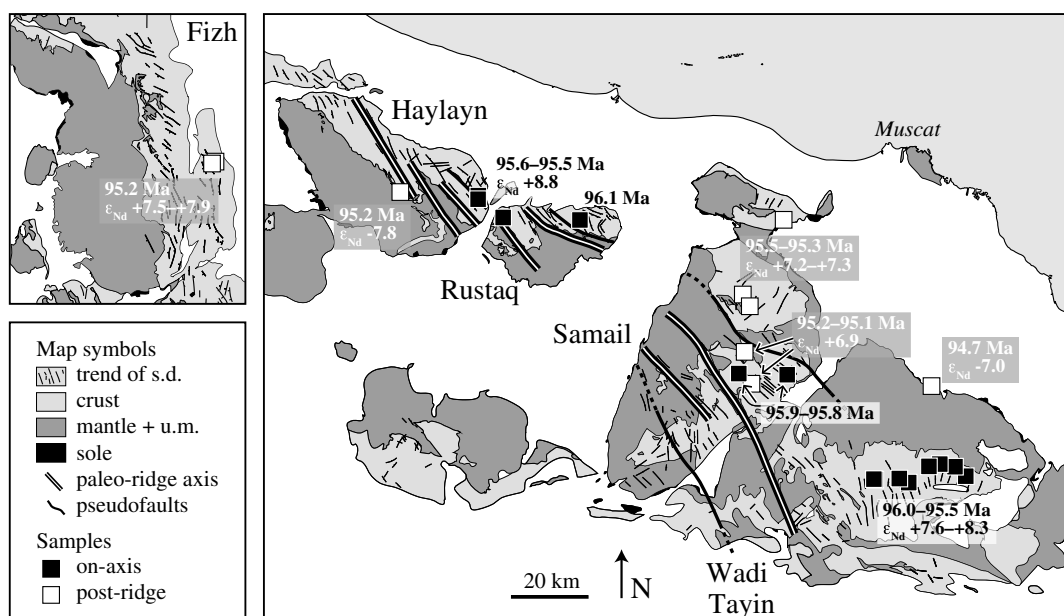 Fizh
95.2 Ma
εNd +7.5–+7.9
Map symbols
trend of s.d.
crust
mantle + u.m.
sole
paleo-ridge axis
pseudofaults
Samples
on-axis
post-ridge
Haylayn
95.6–95.5 Ma
εNd +8.8
96.1 Ma
95.2 Ma
εNd -7.8
Rustaq
Muscat
95.5–95.3 Ma
εNd +7.2–+7.3
Samail
95.2–95.1 Ma
εNd +6.9
94.7 Ma
εNd -7.0
95.9–95.8 Ma
96.0–95.5 Ma
εNd +7.6–+8.3
20 km
N
Wadi
Tayin